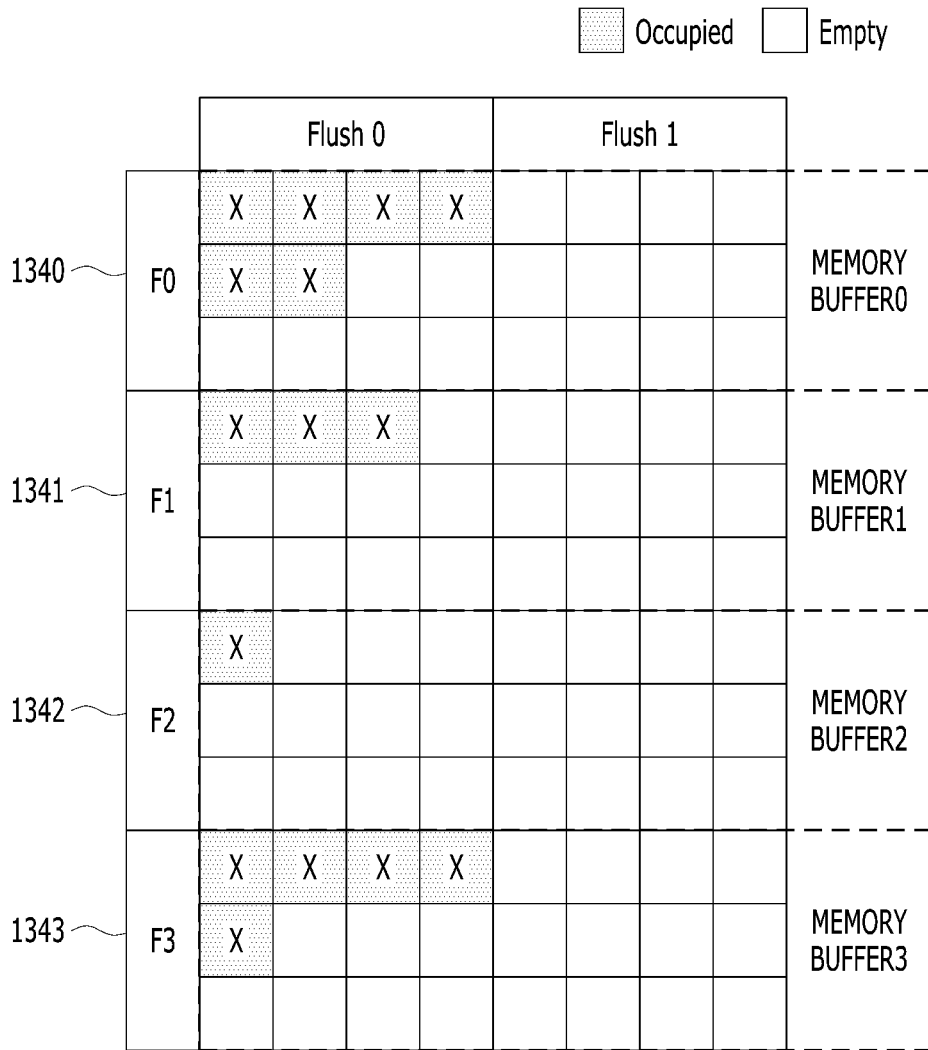 Occupied Empty
Flush 0 Flush 1
X X X X
1340 F0 X X MEMORY
BUFFER0
X X X
1341 F1 MEMORY
BUFFER1
X
1342 F2 MEMORY
BUFFER2
X X X X
1343 F3 X MEMORY
BUFFER3